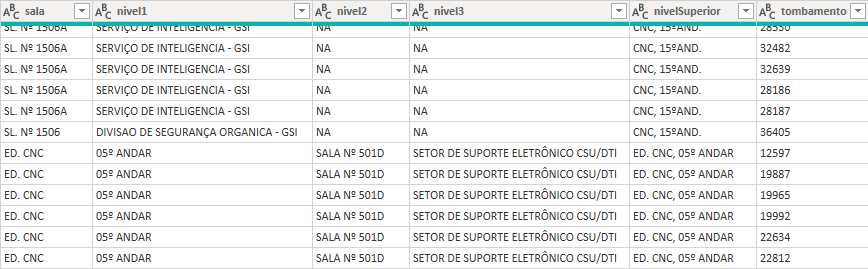 ABC sala ABC nivel1 ABC nivel2 ABC nivel3 ABC nivelSuperior ABC tombamento
SL. Nº 1506A SERVIÇO DE INTELIGENCIA - GSI NA NA CNC, 15ºAND. 28530
SL. Nº 1506A SERVIÇO DE INTELIGENCIA - GSI NA NA CNC, 15ºAND. 32482
SL. Nº 1506A SERVIÇO DE INTELIGENCIA - GSI NA NA CNC, 15ºAND. 32639
SL. Nº 1506A SERVIÇO DE INTELIGENCIA - GSI NA NA CNC, 15ºAND. 28186
SL. Nº 1506A SERVIÇO DE INTELIGENCIA - GSI NA NA CNC, 15ºAND. 28187
SL. Nº 1506 DIVISAO DE SEGURANÇA ORGANICA - GSI NA NA CNC, 15ºAND. 36405
ED. CNC 05º ANDAR SALA Nº 501D SETOR DE SUPORTE ELETRÔNICO CSU/DTI ED. CNC, 05º ANDAR 12597
ED. CNC 05º ANDAR SALA Nº 501D SETOR DE SUPORTE ELETRÔNICO CSU/DTI ED. CNC, 05º ANDAR 19887
ED. CNC 05º ANDAR SALA Nº 501D SETOR DE SUPORTE ELETRÔNICO CSU/DTI ED. CNC, 05º ANDAR 19965
ED. CNC 05º ANDAR SALA Nº 501D SETOR DE SUPORTE ELETRÔNICO CSU/DTI ED. CNC, 05º ANDAR 19992
ED. CNC 05º ANDAR SALA Nº 501D SETOR DE SUPORTE ELETRÔNICO CSU/DTI ED. CNC, 05º ANDAR 22634
ED. CNC 05º ANDAR SALA Nº 501D SETOR DE SUPORTE ELETRÔNICO CSU/DTI ED. CNC, 05º ANDAR 22812